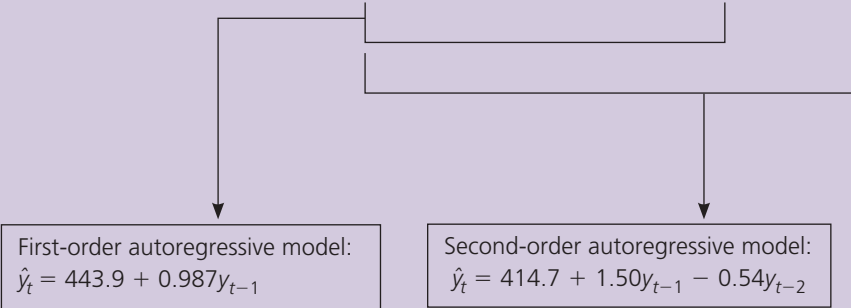 First-order autoregressive model:
ŷₜ = 443.9 + 0.987yₜ₋₁
Second-order autoregressive model:
ŷₜ = 414.7 + 1.50yₜ₋₁ − 0.54yₜ₋₂